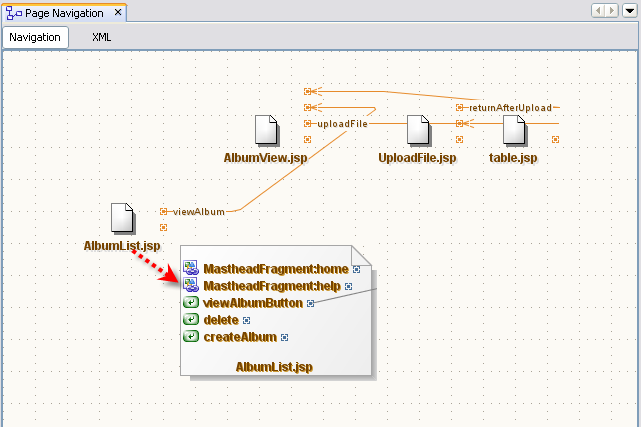 Page Navigation
Navigation XML
returnAfterUpload
uploadFile
AlbumView.jsp UploadFile.jsp table.jsp
viewAlbum
AlbumList.jsp
MastheadFragment:home
MastheadFragment:help
viewAlbumButton
delete
createAlbum
AlbumList.jsp